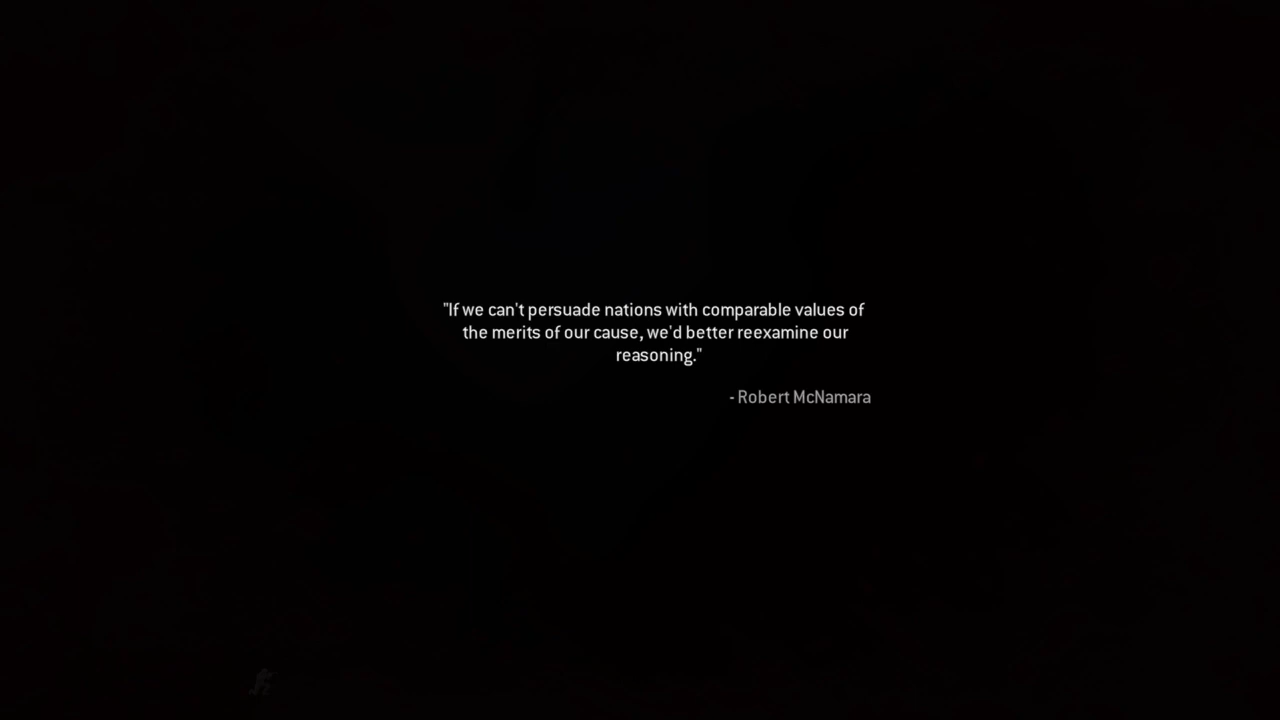 "If we can't persuade nations with comparable values of
the merits of our cause, we'd better reexamine our
reasoning."
- Robert McNamara